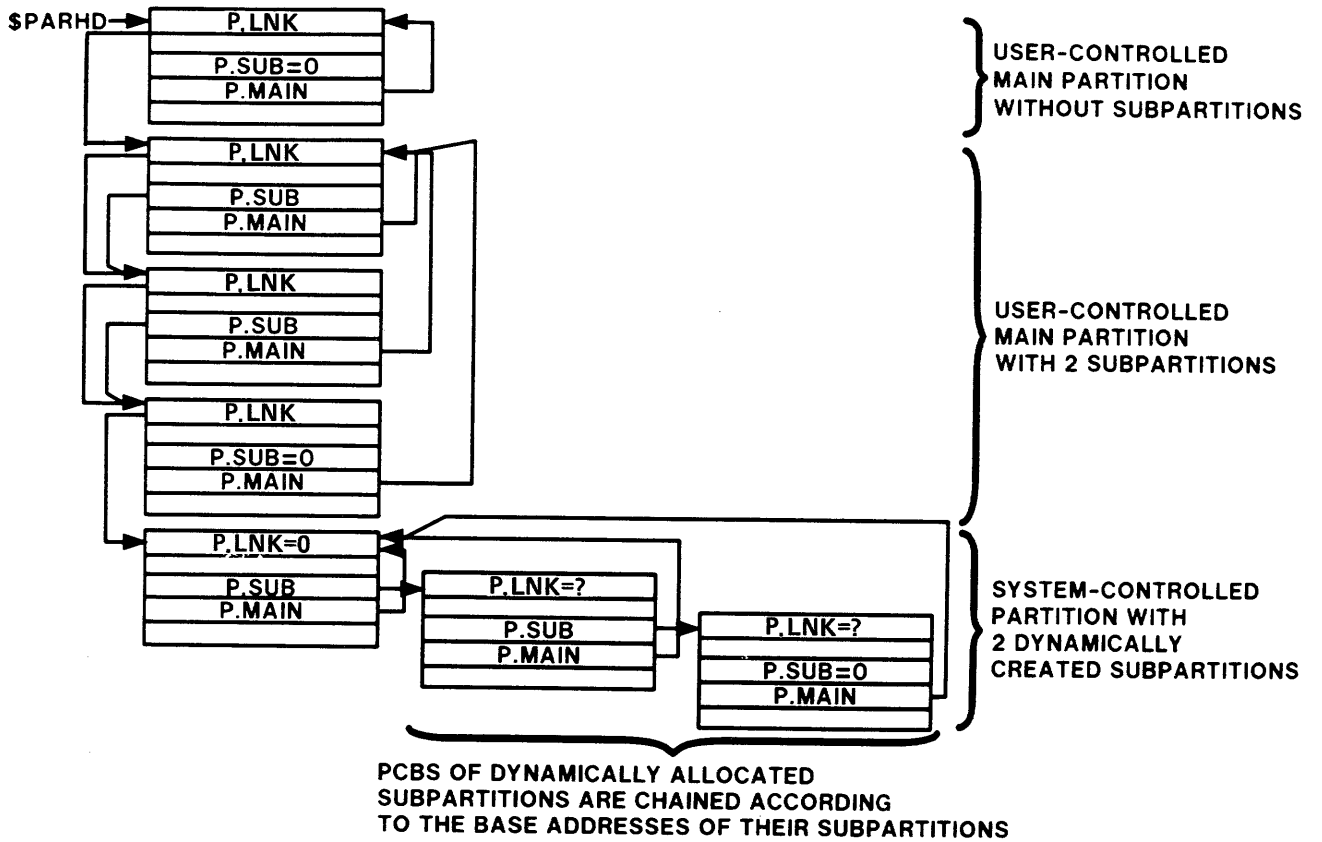 $PARHD
P.LNK
P.SUB=0
P.MAIN
USER-CONTROLLED
MAIN PARTITION
WITHOUT SUBPARTITIONS
P.LNK
P.SUB
P.MAIN
P.LNK
P.SUB
P.MAIN
P.LNK
P.SUB=0
P.MAIN
USER-CONTROLLED
MAIN PARTITION
WITH 2 SUBPARTITIONS
P.LNK=0
P.SUB
P.MAIN
P.LNK=?
P.SUB
P.MAIN
P.LNK=?
P.SUB=0
P.MAIN
SYSTEM-CONTROLLED
PARTITION WITH
2 DYNAMICALLY
CREATED SUBPARTITIONS
PCBS OF DYNAMICALLY ALLOCATED
SUBPARTITIONS ARE CHAINED ACCORDING
TO THE BASE ADDRESSES OF THEIR SUBPARTITIONS